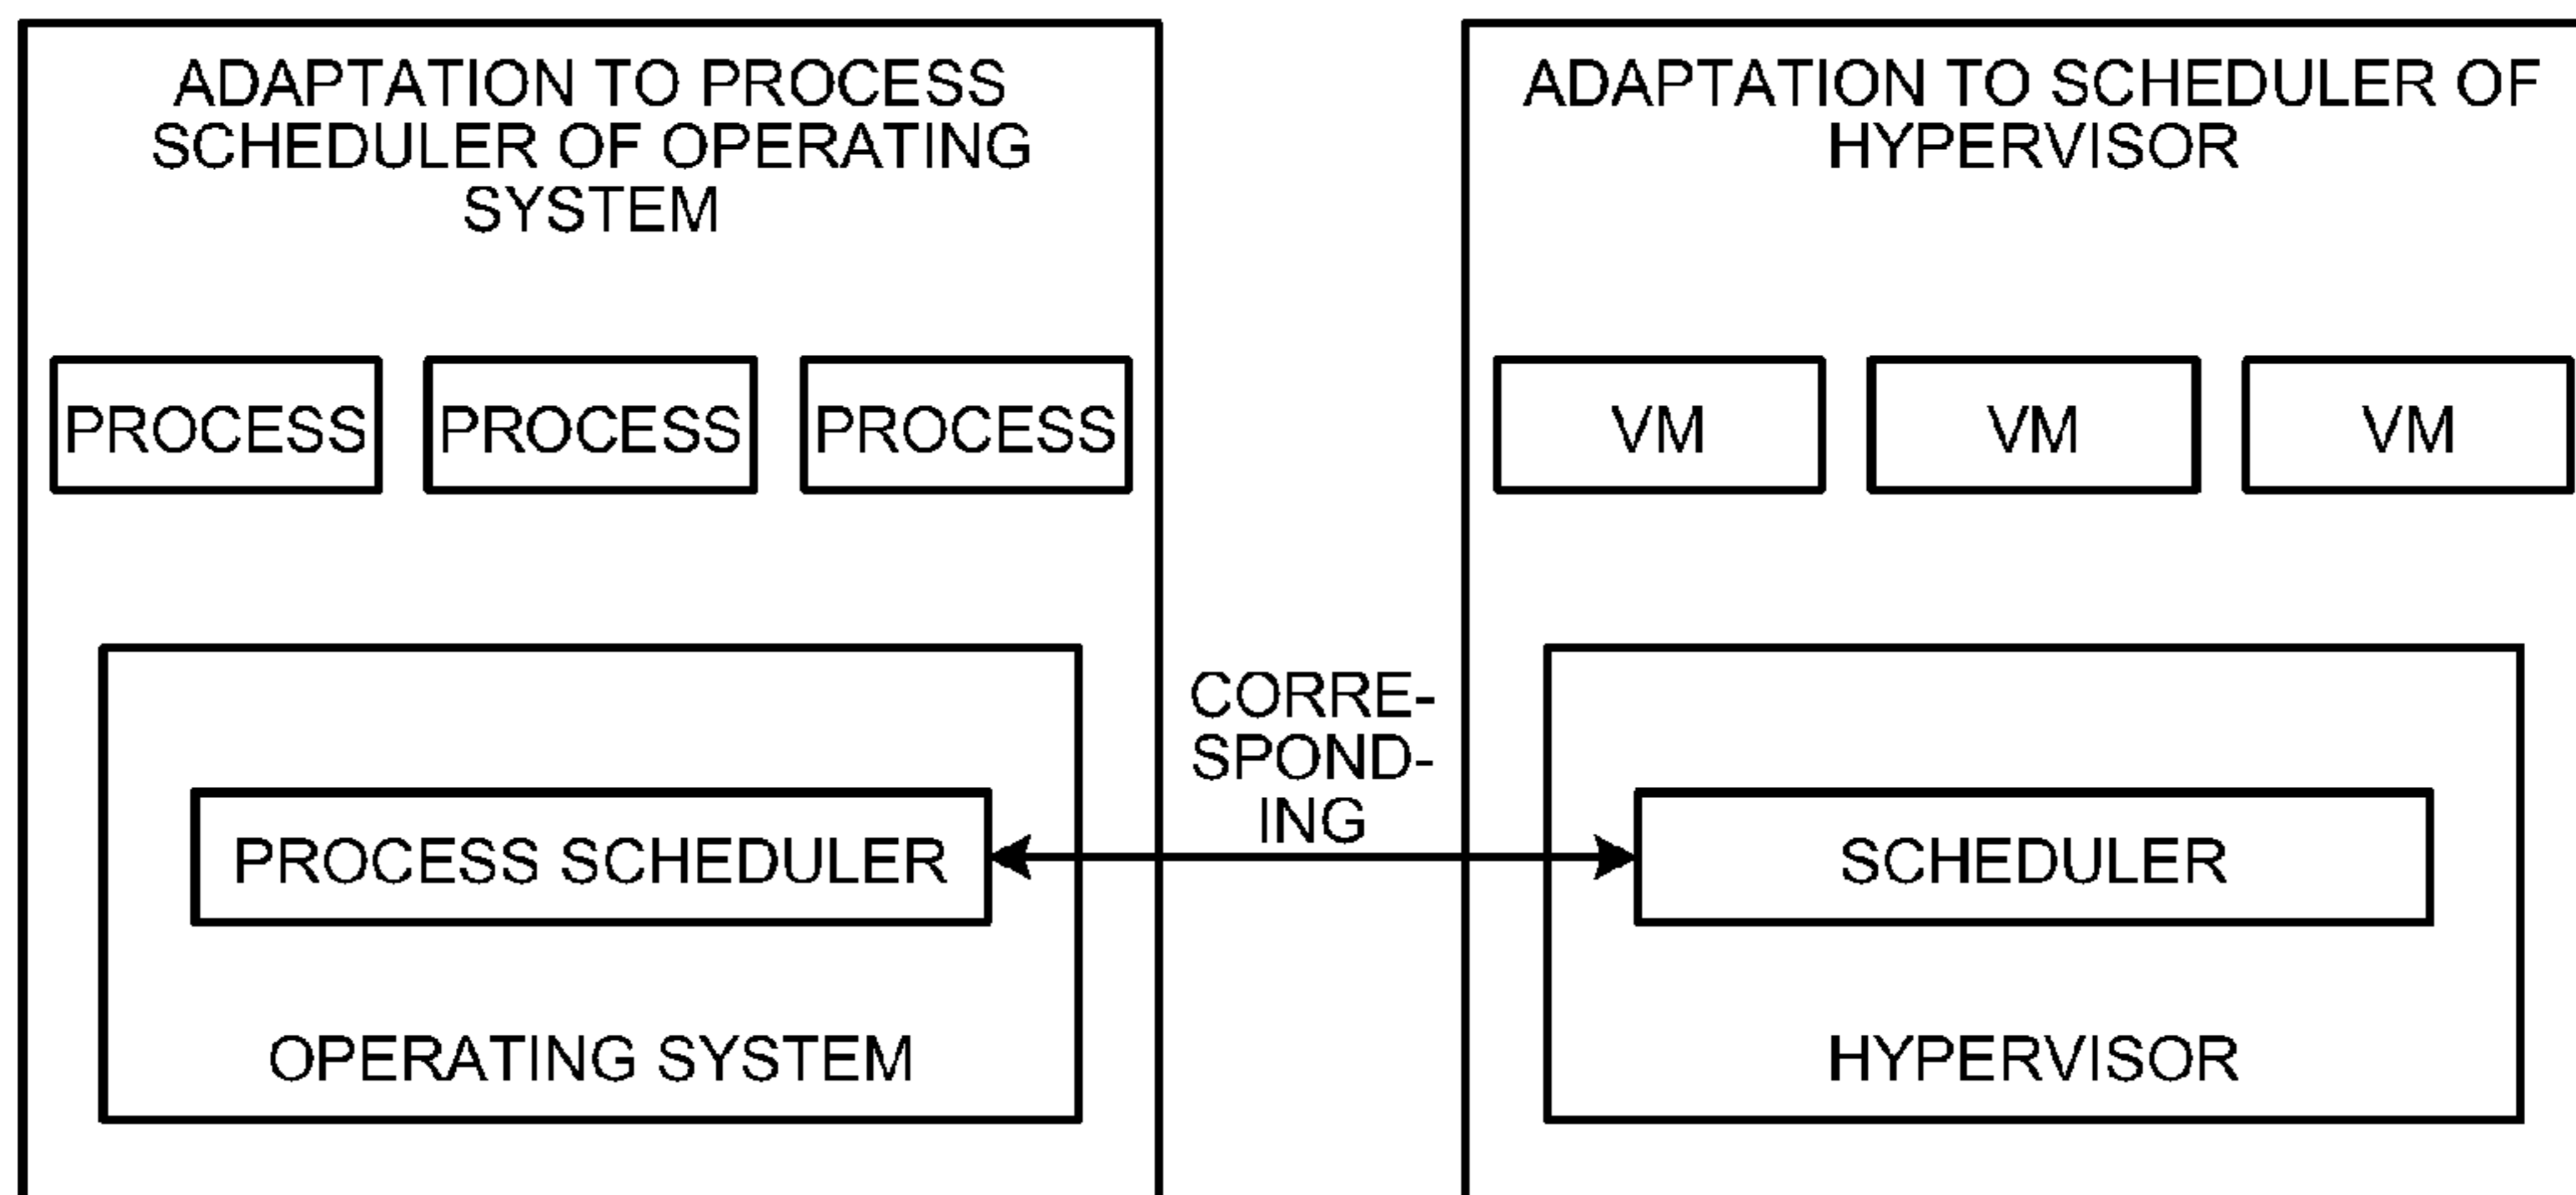 ADAPTATION TO PROCESS
SCHEDULER OF OPERATING
SYSTEM
PROCESS
PROCESS
PROCESS
PROCESS SCHEDULER
OPERATING SYSTEM
CORRE-
SPOND-
ING
ADAPTATION TO SCHEDULER OF
HYPERVISOR
VM
VM
VM
SCHEDULER
HYPERVISOR